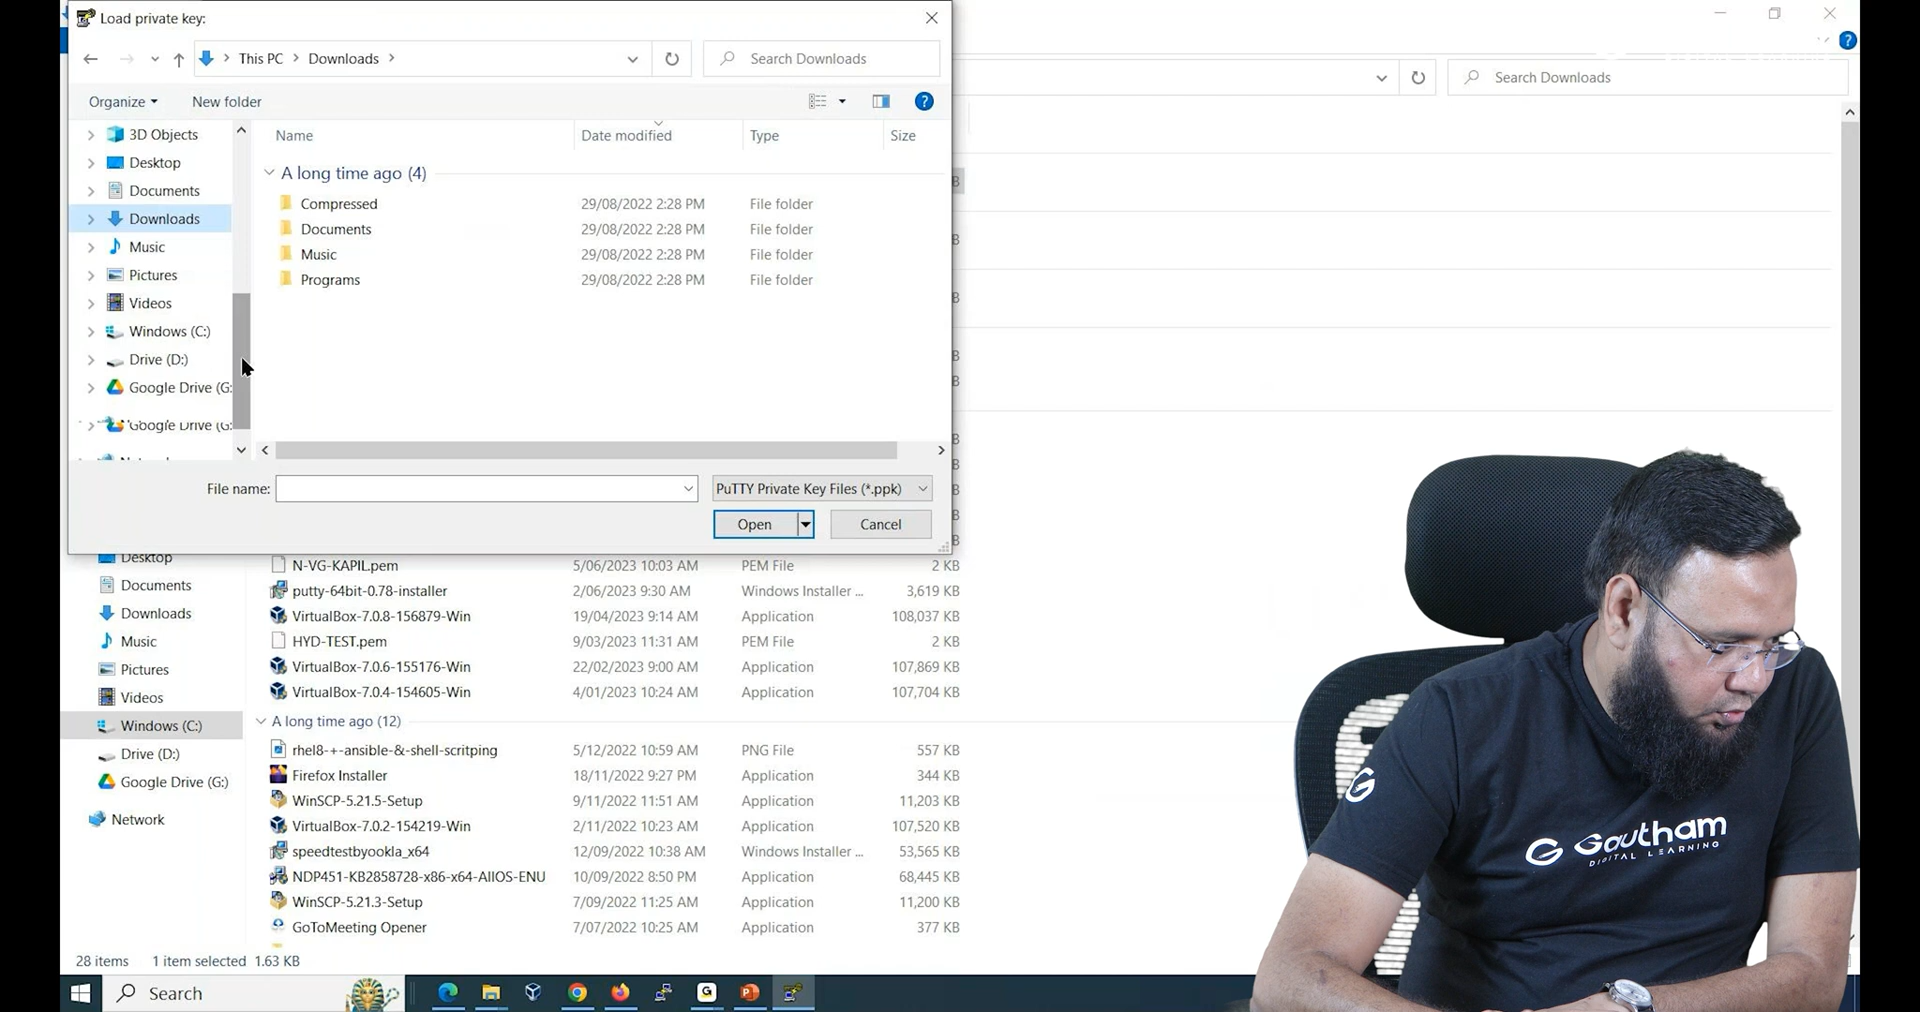 Load private key:
This PC > Downloads >
Search Downloads
Search Downloads
Organize
New folder
Name
Date modified
Type
Size
3D Objects
Desktop
Documents
Downloads
Music
Pictures
Videos
Windows (C:)
Drive (D:)
Google Drive (G:
Google Drive (G:
A long time ago (4)
Compressed 29/08/2022 2:28 PM File folder
Documents 29/08/2022 2:28 PM File folder
Music 29/08/2022 2:28 PM File folder
Programs 29/08/2022 2:28 PM File folder
File name:
PuTTY Private Key Files (*.ppk)
Open
Cancel
Desktop
Documents
Downloads
Music
Pictures
Videos
Windows (C:)
Drive (D:)
Google Drive (G:)
Network
N-VG-KAPIL.pem 5/06/2023 10:03 AM PEM File 2 KB
putty-64bit-0.78-installer 2/06/2023 9:30 AM Windows Installer ... 3,619 KB
VirtualBox-7.0.8-156879-Win 19/04/2023 9:14 AM Application 108,037 KB
HYD-TEST.pem 9/03/2023 11:31 AM PEM File 2 KB
VirtualBox-7.0.6-155176-Win 22/02/2023 9:00 AM Application 107,869 KB
VirtualBox-7.0.4-154605-Win 4/01/2023 10:24 AM Application 107,704 KB
A long time ago (12)
rhel8-+-ansible-&-shell-scritping 5/12/2022 10:59 AM PNG File 557 KB
Firefox Installer 18/11/2022 9:27 PM Application 344 KB
WinSCP-5.21.5-Setup 9/11/2022 11:51 AM Application 11,203 KB
VirtualBox-7.0.2-154219-Win 2/11/2022 10:23 AM Application 107,520 KB
speedtestbyookla_x64 12/09/2022 10:38 AM Windows Installer ... 53,565 KB
NDP451-KB2858728-x86-x64-AllOS-ENU 10/09/2022 8:50 PM Application 68,445 KB
WinSCP-5.21.3-Setup 7/09/2022 11:25 AM Application 11,200 KB
GoToMeeting Opener 7/07/2022 10:25 AM Application 377 KB
28 items 1 item selected 1.63 KB
Search
G Gautham
DIGITAL LEARNING